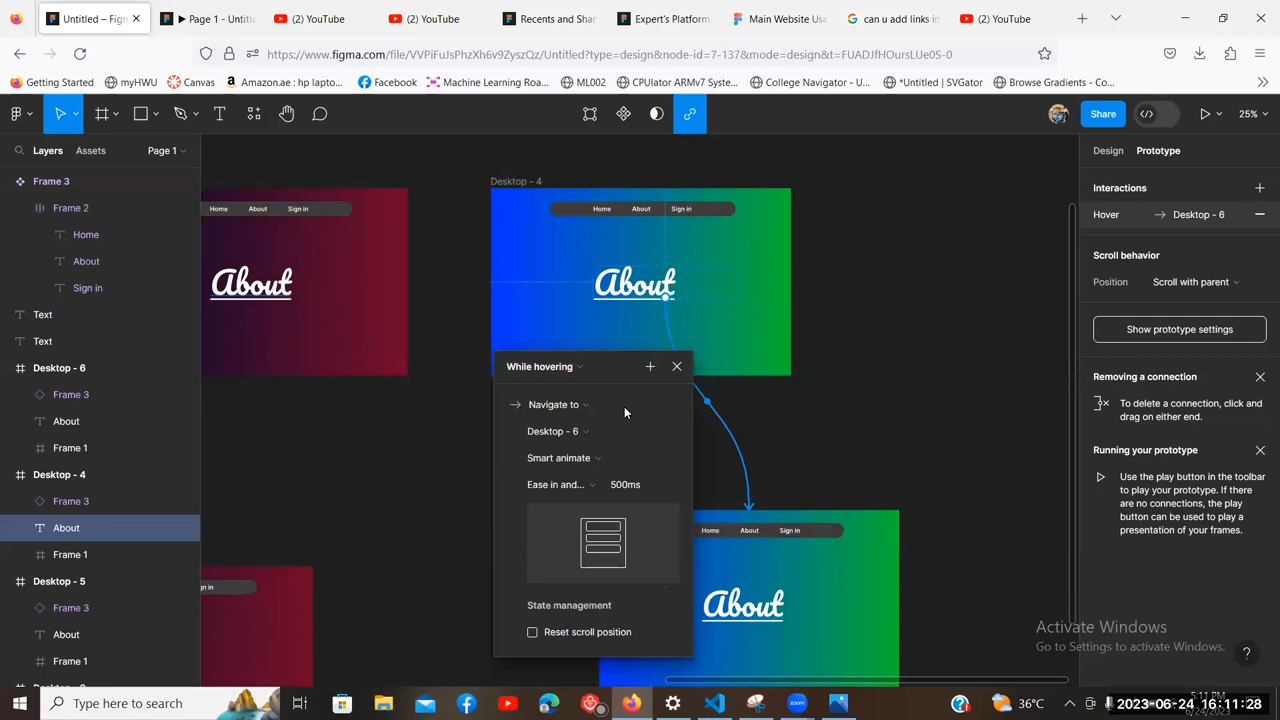 Untitled – Figm
Page 1 - Untitle
(2) YouTube
(2) YouTube
Recents and Shar
Expert's Platform
Main Website Use
can u add links in
(2) YouTube
https://www.figma.com/file/VVPiFuJsPhzXh6v9ZyszQz/Untitled?type=design&node-id=7-137&mode=design&t=FUADJfHOursLUe0S-0
Getting Started
myHWU
Canvas
Amazon.ae : hp lapto...
Facebook
Machine Learning Roa...
ML002
CPUlator ARMv7 Syste...
College Navigator - U...
*Untitled | SVGator
Browse Gradients - Co...
Share
25%
Layers
Assets
Page 1
Design
Prototype
Frame 3
Frame 2
Home
About
Sign in
Text
Text
Desktop - 6
Frame 3
About
Frame 1
Desktop - 4
Frame 3
About
Frame 1
Desktop - 5
Frame 3
About
Frame 1
Home About Sign in
About
Desktop - 4
Home About Sign in
About
While hovering
Navigate to
Desktop - 6
Smart animate
Ease in and... 500ms
State management
Reset scroll position
Home About Sign in
About
Interactions
Hover Desktop - 6
Scroll behavior
Position Scroll with parent
Show prototype settings
Removing a connection
To delete a connection, click and
drag on either end.
Running your prototype
Use the play button in the toolbar
to play your prototype. If there
are no connections, the play
button can be used to play a
presentation of your frames.
Activate Windows
Go to Settings to activate Windows.
?
Type here to search
36°C
5:11 PM
2023-06-24 16:11:28
6/24/2023